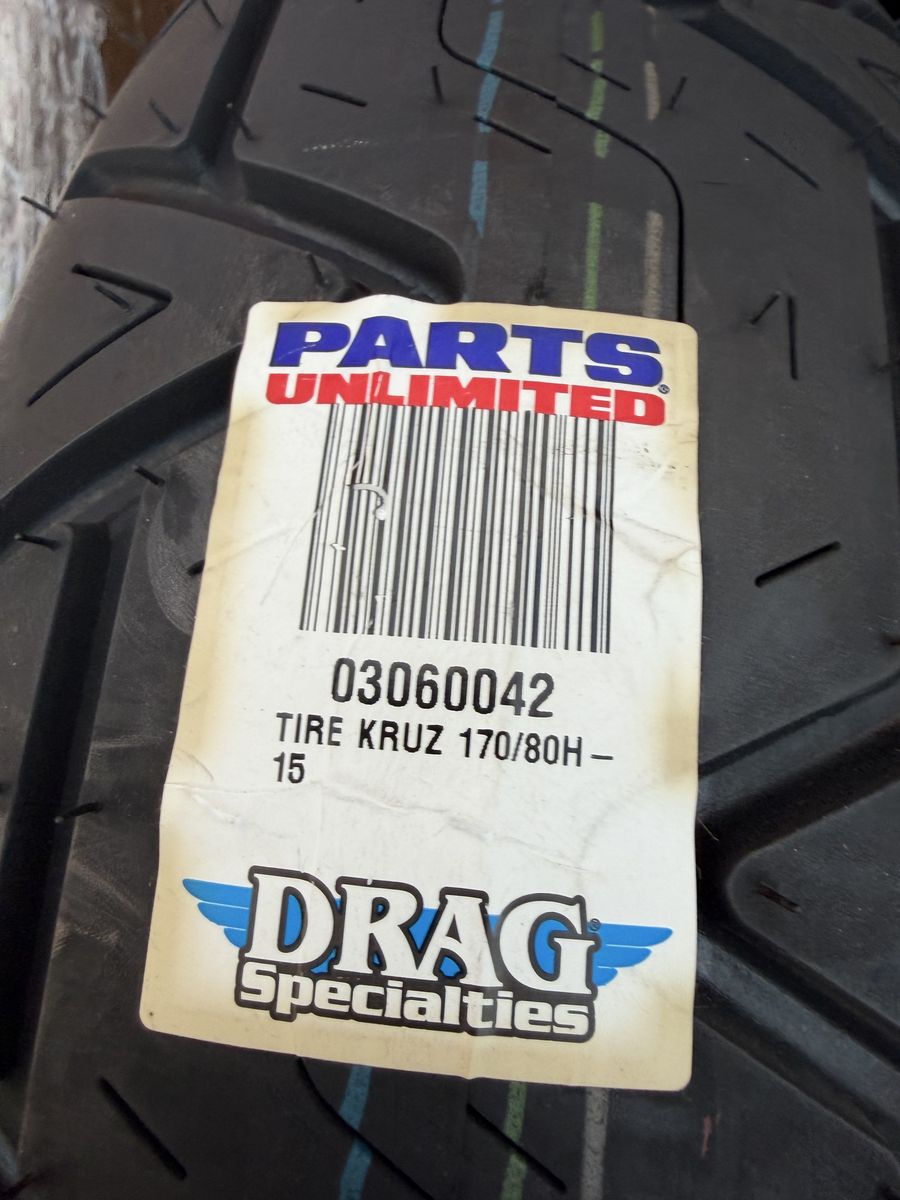 PARTS
UNLIMITED®
03060042
TIRE KRUZ 170/80H-
15
DRAG®
Specialties